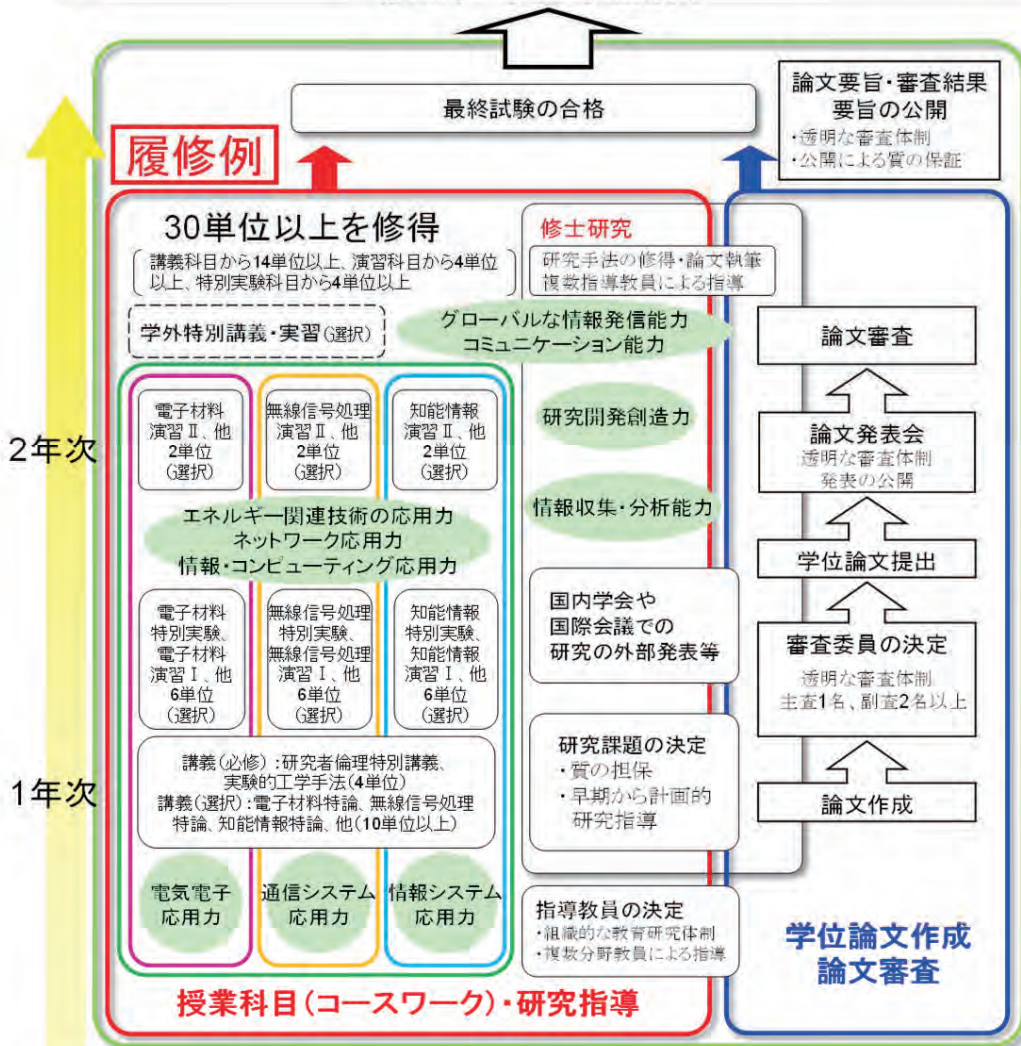 最終試験の合格
論文要旨・審査結果
要旨の公開
・透明な審査体制
・公開による質の保証
履修例
30単位以上を修得
講義科目から14単位以上、演習科目から4単位
以上、特別実験科目から4単位以上
学外特別講義・実習(選択)
修士研究
研究手法の修得・論文執筆
複数指導教員による指導
グローバルな情報発信能力
コミュニケーション能力
論文審査
2年次
電子材料
演習Ⅱ、他
2単位
(選択)
無線信号処理
演習Ⅱ、他
2単位
(選択)
知能情報
演習Ⅱ、他
2単位
(選択)
研究開発創造力
論文発表会
透明な審査体制
発表の公開
エネルギー関連技術の応用力
ネットワーク応用力
情報・コンピューティング応用力
情報収集・分析能力
学位論文提出
電子材料
特別実験、
電子材料
演習Ⅰ、他
6単位
(選択)
無線信号処理
特別実験、
無線信号処理
演習Ⅰ、他
6単位
(選択)
知能情報
特別実験、
知能情報
演習Ⅰ、他
6単位
(選択)
国内学会や
国際会議での
研究の外部発表等
審査委員の決定
透明な審査体制
主査1名、副査2名以上
1年次
講義(必修):研究者倫理特別講義、
実験的工学手法(4単位)
講義(選択):電子材料特論、無線信号処理
特論、知能情報特論、他(10単位以上)
研究課題の決定
・質の担保
・早期から計画的
研究指導
論文作成
電気電子
応用力
通信システム
応用力
情報システム
応用力
指導教員の決定
・組織的な教育研究体制
・複数分野教員による指導
学位論文作成
論文審査
授業科目(コースワーク)・研究指導